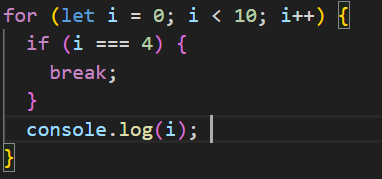 for (let i = 0; i < 10; i++) {
  if (i === 4) {
    break;
  }
  console.log(i);
}